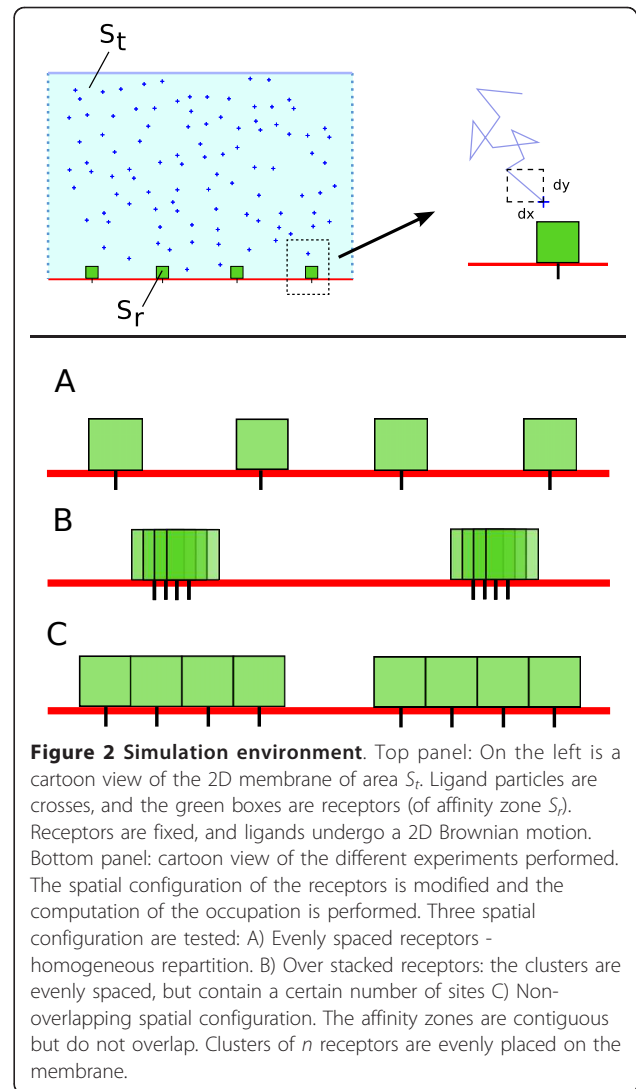 S_t
dy
dx
S_r
A
B
C
Figure 2 Simulation environment. Top panel: On the left is a
cartoon view of the 2D membrane of area S_t. Ligand particles are
crosses, and the green boxes are receptors (of affinity zone S_r).
Receptors are fixed, and ligands undergo a 2D Brownian motion.
Bottom panel: cartoon view of the different experiments performed.
The spatial configuration of the receptors is modified and the
computation of the occupation is performed. Three spatial
configuration are tested: A) Evenly spaced receptors -
homogeneous repartition. B) Over stacked receptors: the clusters are
evenly spaced, but contain a certain number of sites C) Non-
overlapping spatial configuration. The affinity zones are contiguous
but do not overlap. Clusters of n receptors are evenly placed on the
membrane.